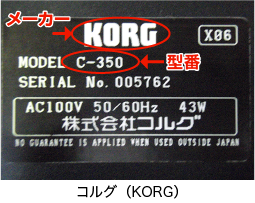 メーカー
KORG
X06
MODEL C-350
型番
SERIAL No. 005762
AC100V 50/60Hz 43W
株式会社コルグ
NO GUARANTEE IS APPLIED WHEN USED OUTSIDE JAPAN
コルグ（KORG）